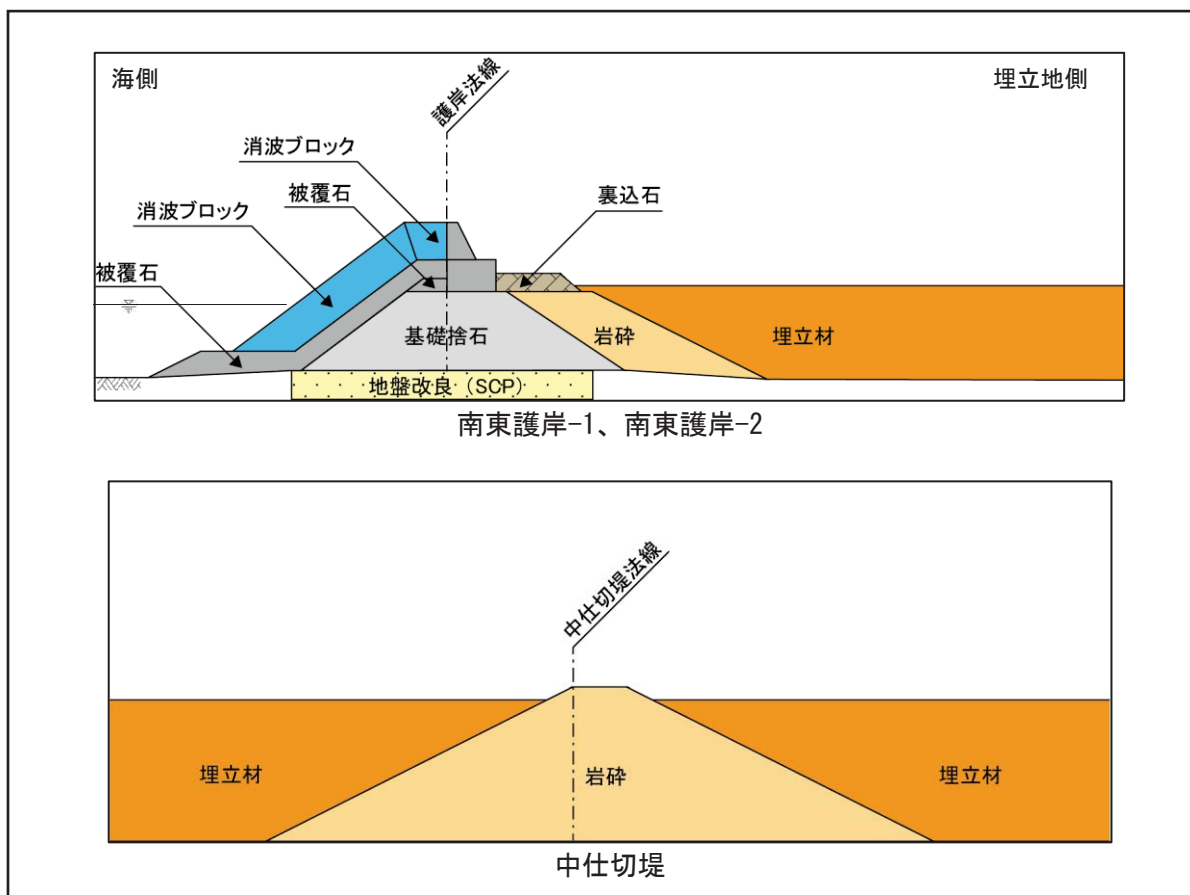 海側
護岸法線
埋立地側
消波ブロック
被覆石
裏込石
消波ブロック
被覆石
基礎捨石
岩砕
埋立材
地盤改良（SCP）
南東護岸-1、南東護岸-2
中仕切堤法線
埋立材
岩砕
埋立材
中仕切堤